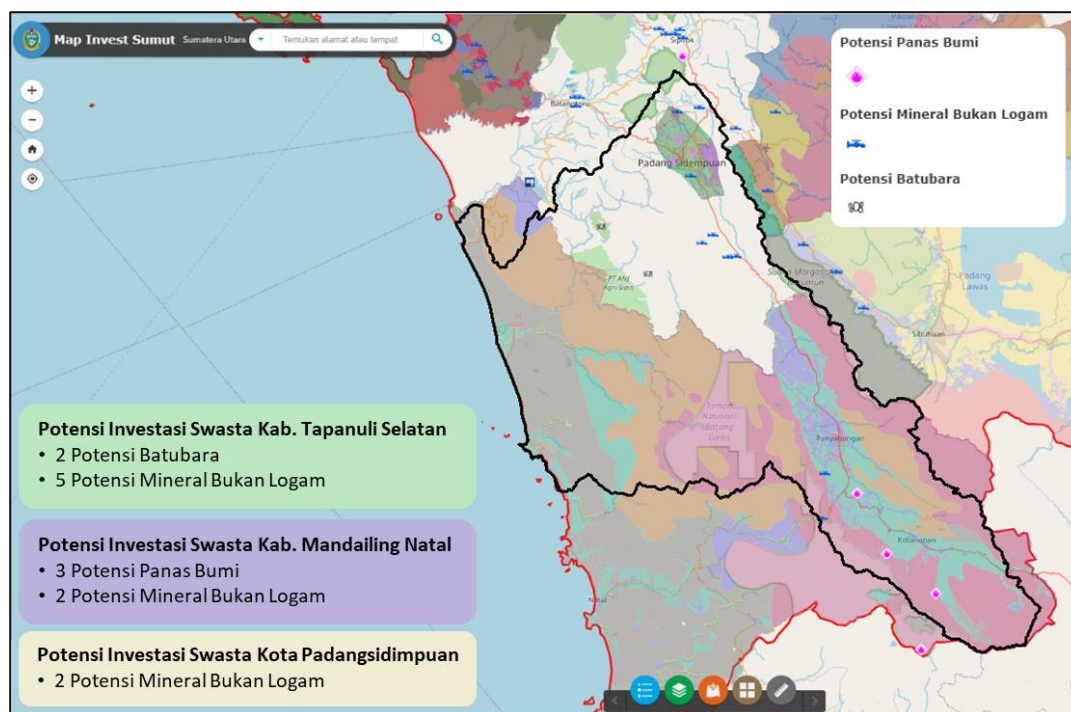 Map Invest Sumut Sumatera Utara Temukan alamat atau tempat
Potensi Panas Bumi
Potensi Mineral Bukan Logam
Potensi Batubara
Sipirok
Batangtoru
Padang Sidempuan
PT ANJ
Agri Siais
Padang
Lawas
Sibuhuan
Taman
Nasional
Batang
Gadis
Panyabungan
Kotanopan
Natal
Potensi Investasi Swasta Kab. Tapanuli Selatan
• 2 Potensi Batubara
• 5 Potensi Mineral Bukan Logam
Potensi Investasi Swasta Kab. Mandailing Natal
• 3 Potensi Panas Bumi
• 2 Potensi Mineral Bukan Logam
Potensi Investasi Swasta Kota Padangsidimpuan
• 2 Potensi Mineral Bukan Logam